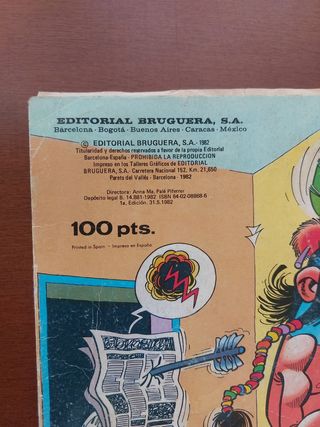 EDITORIAL BRUGUERA, S.A.
Barcelona · Bogotá · Buenos Aires · Caracas · México
© EDITORIAL BRUGUERA, S.A. - 1982
Titularidad y derechos reservados a favor de la propia Editorial
Barcelona-España - PROHIBIDA LA REPRODUCCION
Impreso en los Talleres Gráficos de EDITORIAL
BRUGUERA, S.A.- Carretera Nacional 152, Km. 21,650
Parets del Vallés - Barcelona - 1982
Directora: Anna Ma. Palé Piferrer
Depósito legal B. 14.881-1982 ISBN 84-02-08868-6
1a. Edición. 31.5.1982
100 pts.
Printed in Spain - Impreso en España